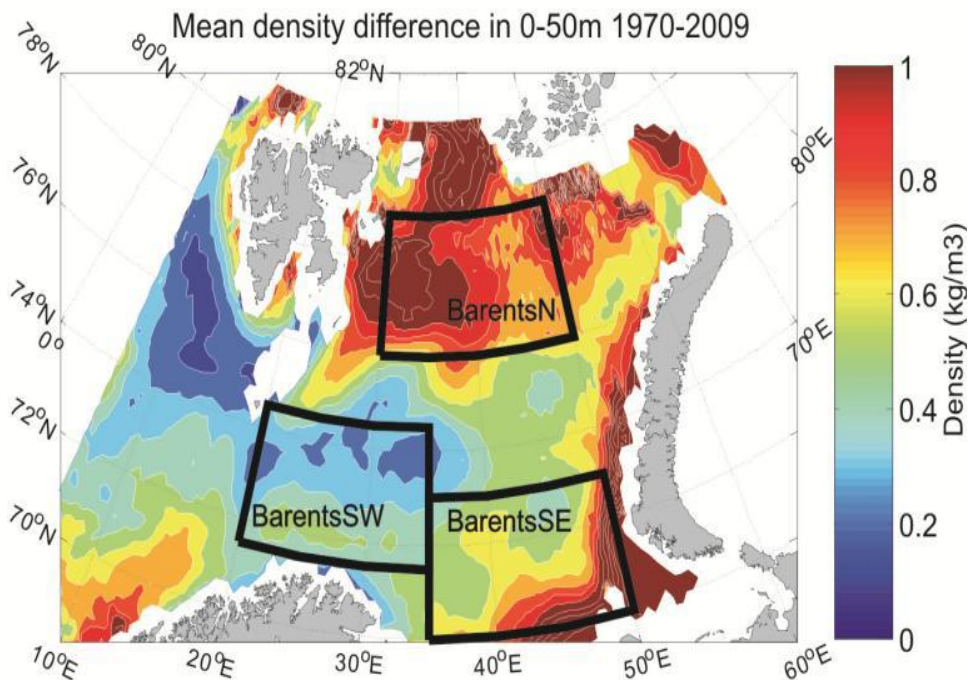 Mean density difference in 0-50m 1970-2009
78°N
80°N
82°N
76°N
80°E
74°N
0°
70°E
72°N
70°N
10°E
20°E
30°E
40°E
50°E
60°E
BarentsN
BarentsSW
BarentsSE
1
0.8
0.6
0.4
0.2
0
Density (kg/m3)